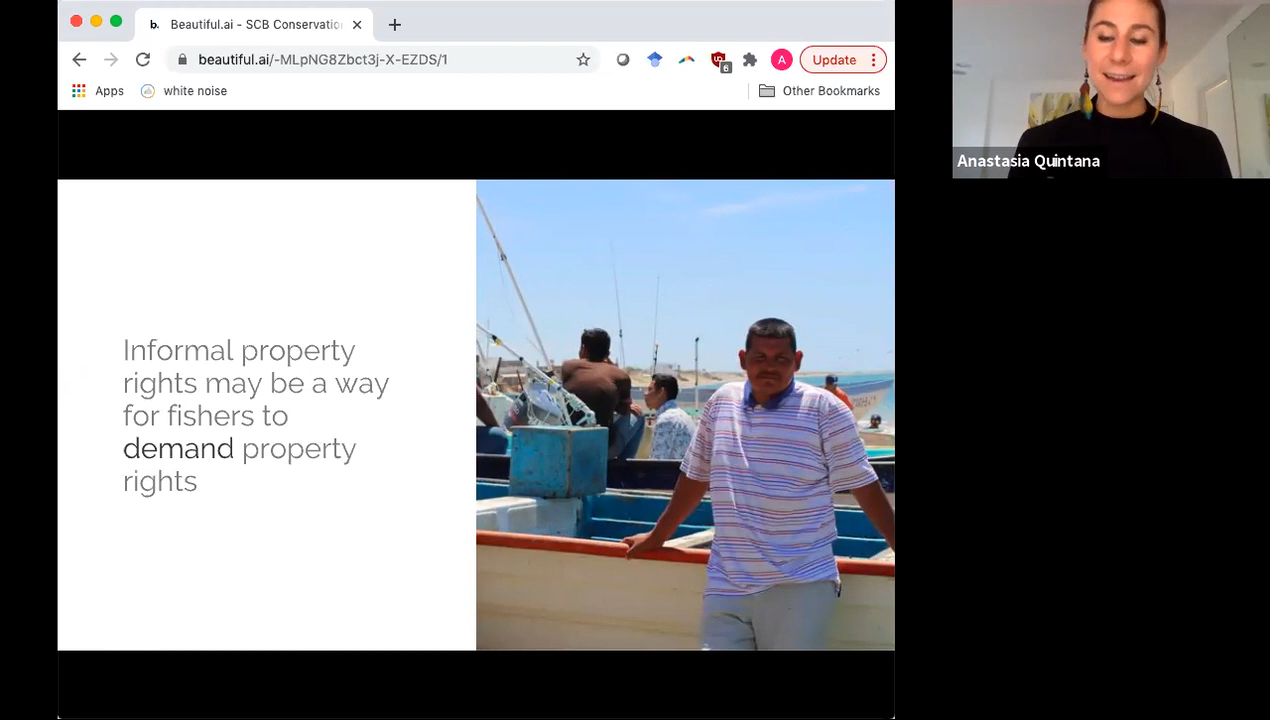 b. Beautiful.ai - SCB Conservatio
beautiful.ai/-MLpNG8Zbct3j-X-EZDS/1
6
A
Update
Apps
white noise
Other Bookmarks
Anastasia Quintana
Informal property
rights may be a way
for fishers to
demand property
rights